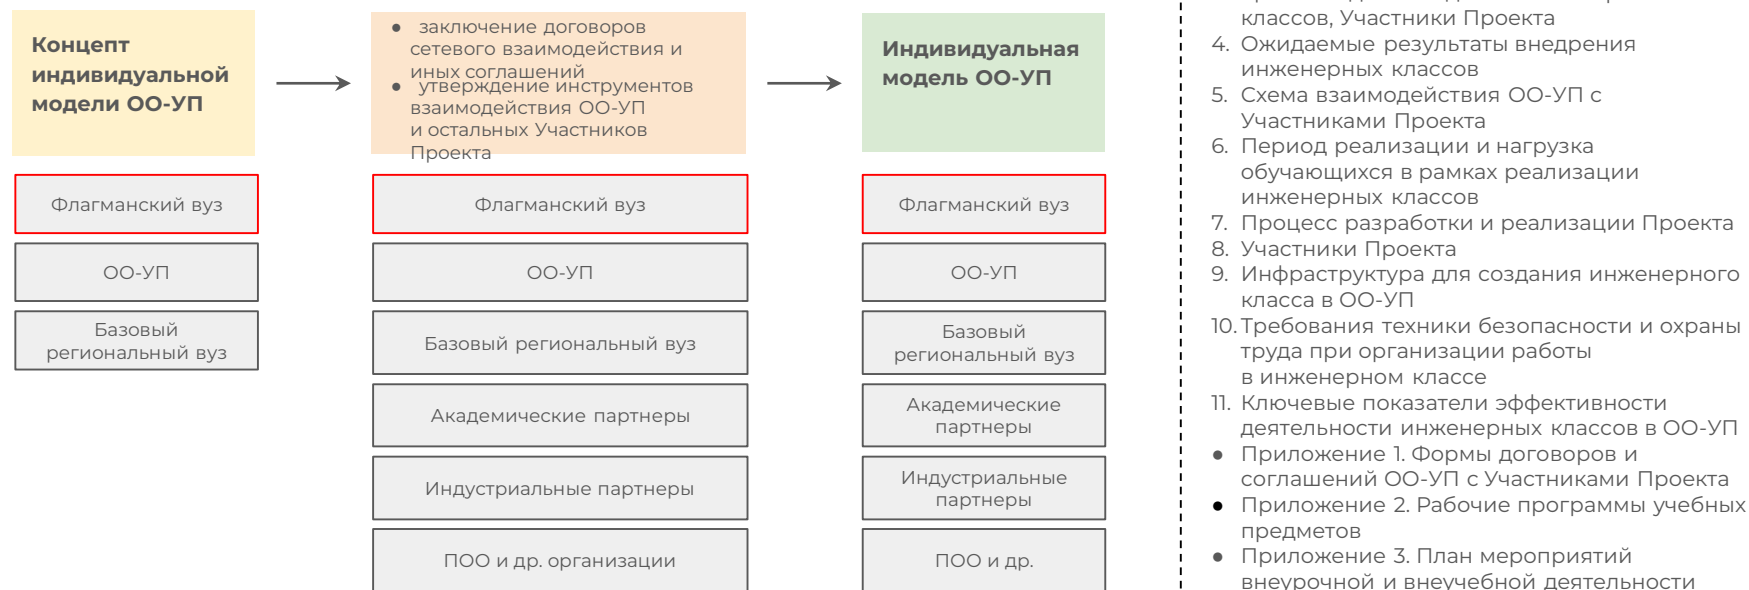 Концепт
индивидуальной
модели ОО-УП
● заключение договоров
сетевого взаимодействия и
иных соглашений
● утверждение инструментов
взаимодействия ОО-УП
и остальных Участников
Проекта
Индивидуальная
модель ОО-УП
Флагманский вуз
ОО-УП
Базовый
региональный вуз
Флагманский вуз
ОО-УП
Базовый региональный вуз
Академические партнеры
Индустриальные партнеры
ПОО и др. организации
Флагманский вуз
ОО-УП
Базовый
региональный вуз
Академические
партнеры
Индустриальные
партнеры
ПОО и др.
классов, Участники Проекта
4. Ожидаемые результаты внедрения
инженерных классов
5. Схема взаимодействия ОО-УП с
Участниками Проекта
6. Период реализации и нагрузка
обучающихся в рамках реализации
инженерных классов
7. Процесс разработки и реализации Проекта
8. Участники Проекта
9. Инфраструктура для создания инженерного
класса в ОО-УП
10. Требования техники безопасности и охраны
труда при организации работы
в инженерном классе
11. Ключевые показатели эффективности
деятельности инженерных классов в ОО-УП
● Приложение 1. Формы договоров и
соглашений ОО-УП с Участниками Проекта
● Приложение 2. Рабочие программы учебных
предметов
● Приложение 3. План мероприятий
внеурочной и внеучебной деятельности